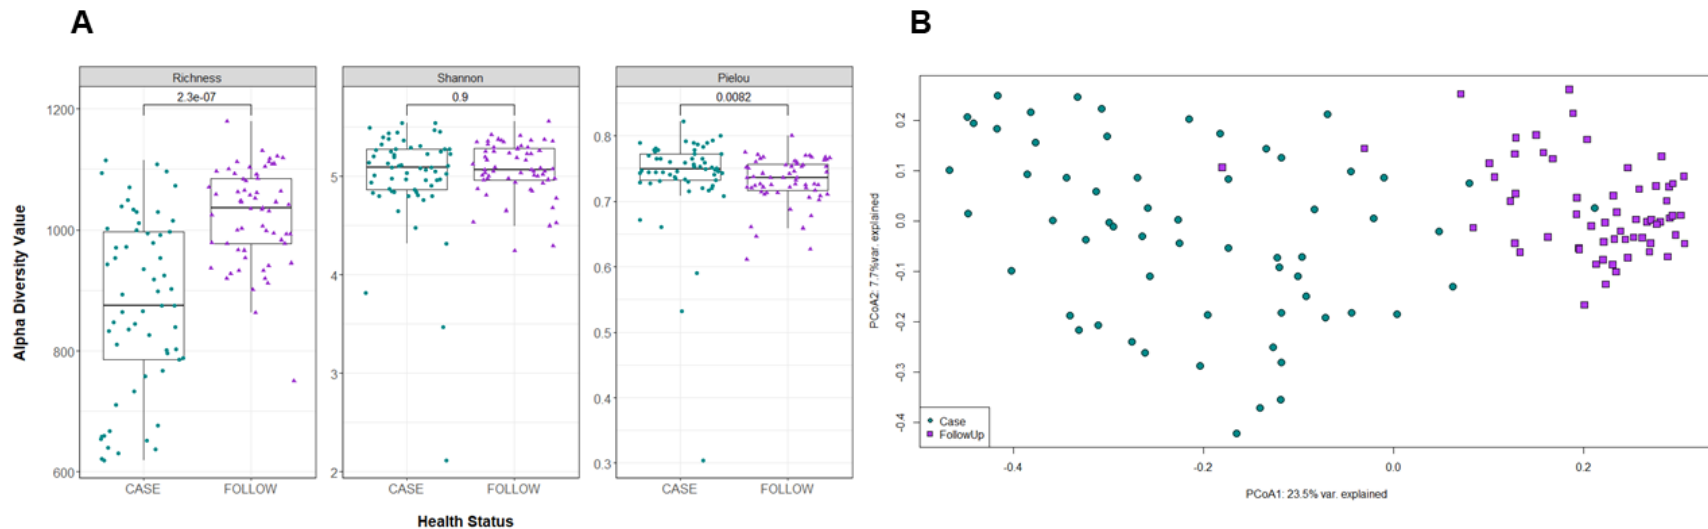 A
B
Richness
Shannon
Pielou
2.3e-07
0.9
0.0082
Alpha Diversity Value
1200
1000
800
600
5
4
3
2
0.8
0.7
0.6
0.5
0.4
0.3
CASE
FOLLOW
CASE
FOLLOW
CASE
FOLLOW
Health Status
PCoA2: 7.7%var. explained
0.2
0.1
0.0
-0.1
-0.2
-0.3
-0.4
Case
FollowUp
-0.4
-0.2
0.0
0.2
PCoA1: 23.5% var. explained